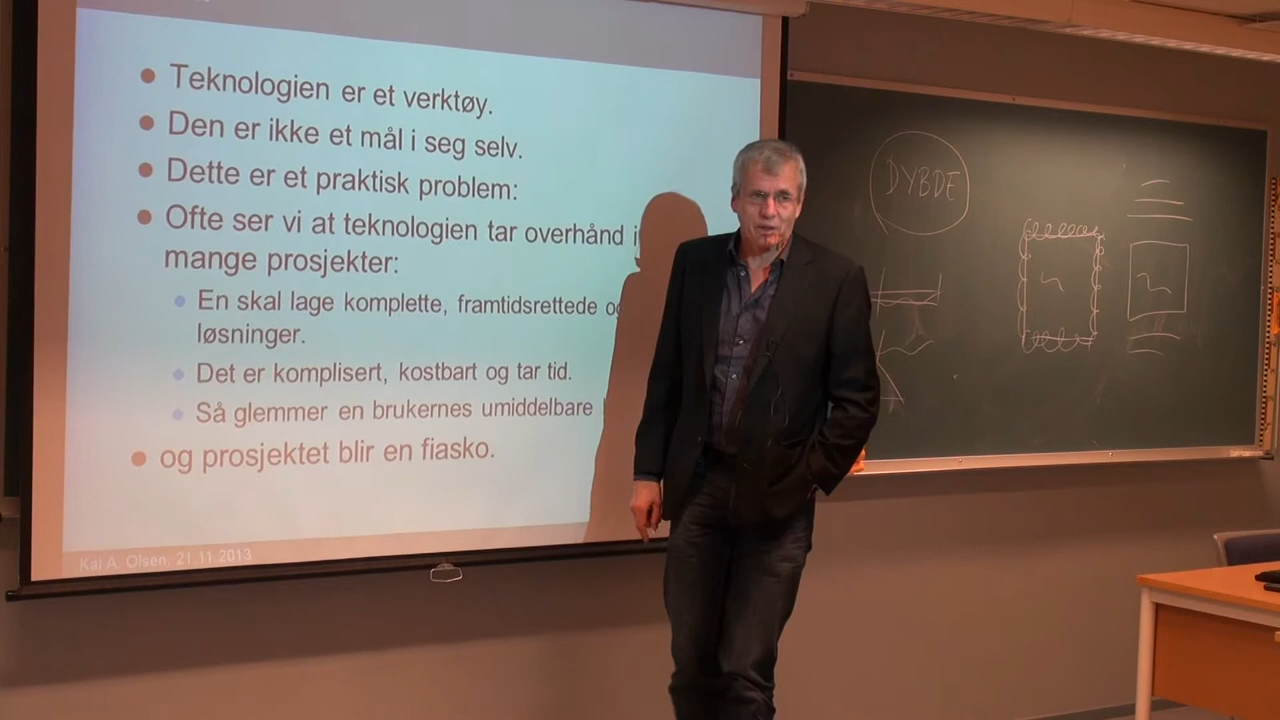 Teknologien er et verktøy.
Den er ikke et mål i seg selv.
Dette er et praktisk problem:
Ofte ser vi at teknologien tar overhånd i
mange prosjekter:
En skal lage komplette, framtidsrettede
løsninger.
Det er komplisert, kostbart og tar tid.
Så glemmer en brukernes umiddelbare
og prosjektet blir en fiasko.
Kai A. Olsen, 21.11.2013
DYBDE